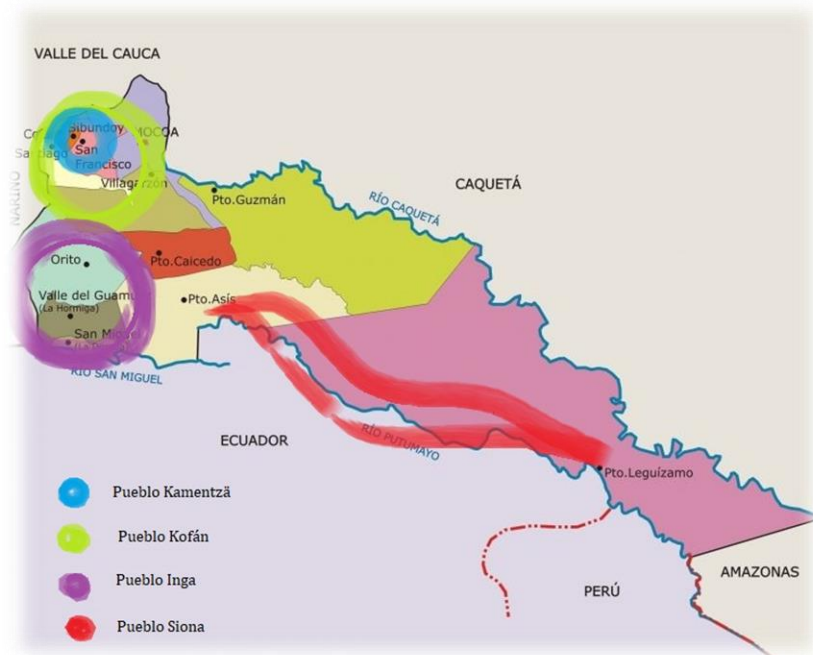 VALLE DEL CAUCA
Sibundoy
MOCOA
Santiago
San
Francisco
Villagarzón
NARIÑO
Pto.Guzmán
RÍO CAQUETÁ
CAQUETÁ
Orito
Pto.Caicedo
Valle del Guamu
(La Hormiga)
Pto.Asís
San Miguel
RÍO SAN MIGUEL
ECUADOR
RÍO PUTUMAYO
Pto.Leguízamo
PERÚ
AMAZONAS
Pueblo Kamentzä
Pueblo Kofán
Pueblo Inga
Pueblo Siona